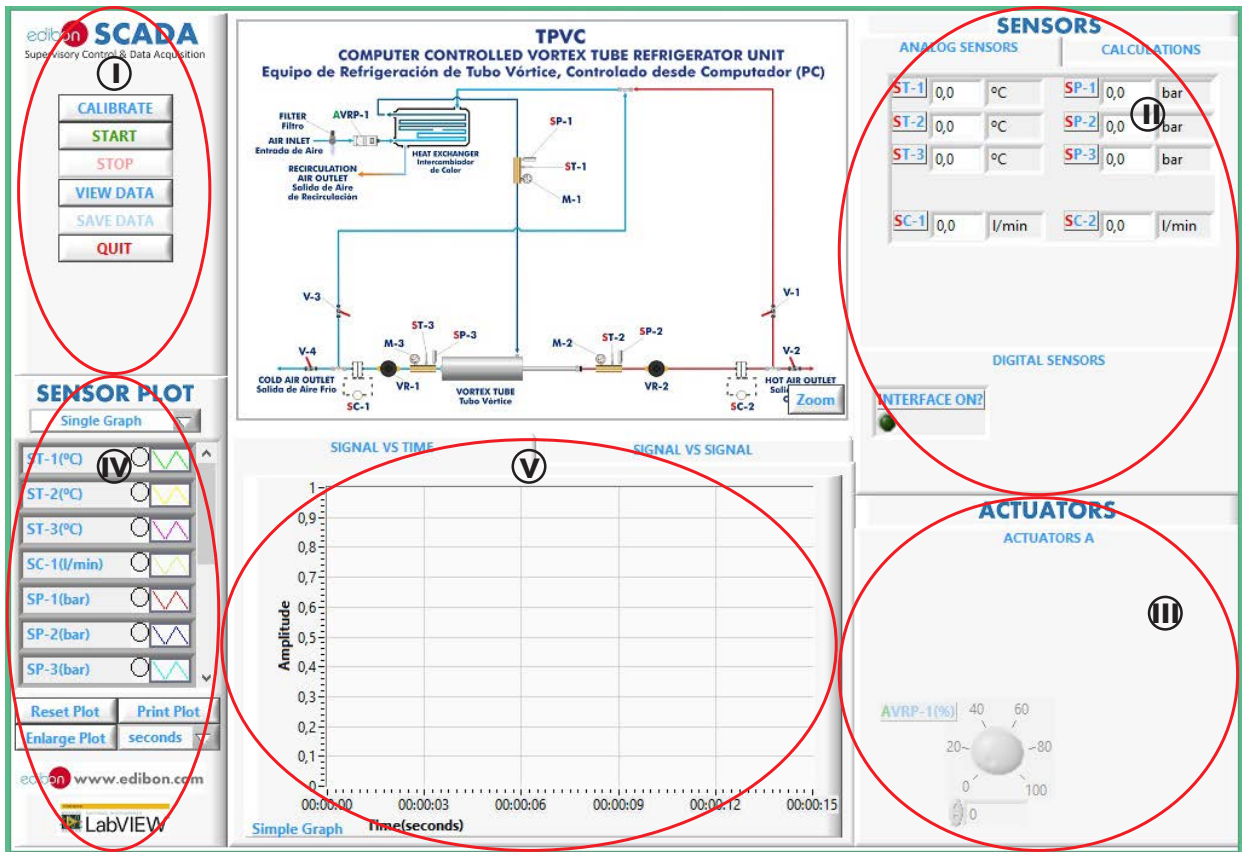 edibon SCADA
Supervisory Control & Data Acquisition
I
CALIBRATE
START
STOP
VIEW DATA
SAVE DATA
QUIT
TPVC
COMPUTER CONTROLLED VORTEX TUBE REFRIGERATOR UNIT
Equipo de Refrigeración de Tubo Vórtice, Controlado desde Computador (PC)
FILTER
Filtro
AVRP-1
AIR INLET
Entrada de Aire
HEAT EXCHANGER
Intercambiador
de Calor
RECIRCULATION
AIR OUTLET
Salida de Aire
de Recirculación
SP-1
ST-1
M-1
V-3
V-1
ST-3
SP-3
M-3
M-2
ST-2
SP-2
V-4
V-2
COLD AIR OUTLET
Salida de Aire Frío
VR-1
VORTEX TUBE
Tubo Vórtice
VR-2
HOT AIR OUTLET
SC-1
SC-2
Zoom
SENSORS
ANALOG SENSORS
CALCULATIONS
ST-1 0,0 ºC SP-1 0,0 bar
II
ST-2 0,0 ºC SP-2 0,0 bar
ST-3 0,0 ºC SP-3 0,0 bar
SC-1 0,0 l/min SC-2 0,0 l/min
DIGITAL SENSORS
INTERFACE ON?
SENSOR PLOT
Single Graph
IV
ST-1(ºC)
ST-2(ºC)
ST-3(ºC)
SC-1(l/min)
SP-1(bar)
SP-2(bar)
SP-3(bar)
Reset Plot Print Plot
Enlarge Plot seconds
edibon www.edibon.com
LabVIEW
SIGNAL VS TIME
SIGNAL VS SIGNAL
V
Amplitude
1
0,9
0,8
0,7
0,6
0,5
0,4
0,3
0,2
0,1
0
00:00:00 00:00:03 00:00:06 00:00:09 00:00:12 00:00:15
Simple Graph Time(seconds)
ACTUATORS
ACTUATORS A
III
AVRP-1(%)
0 20 40 60 80 100
0